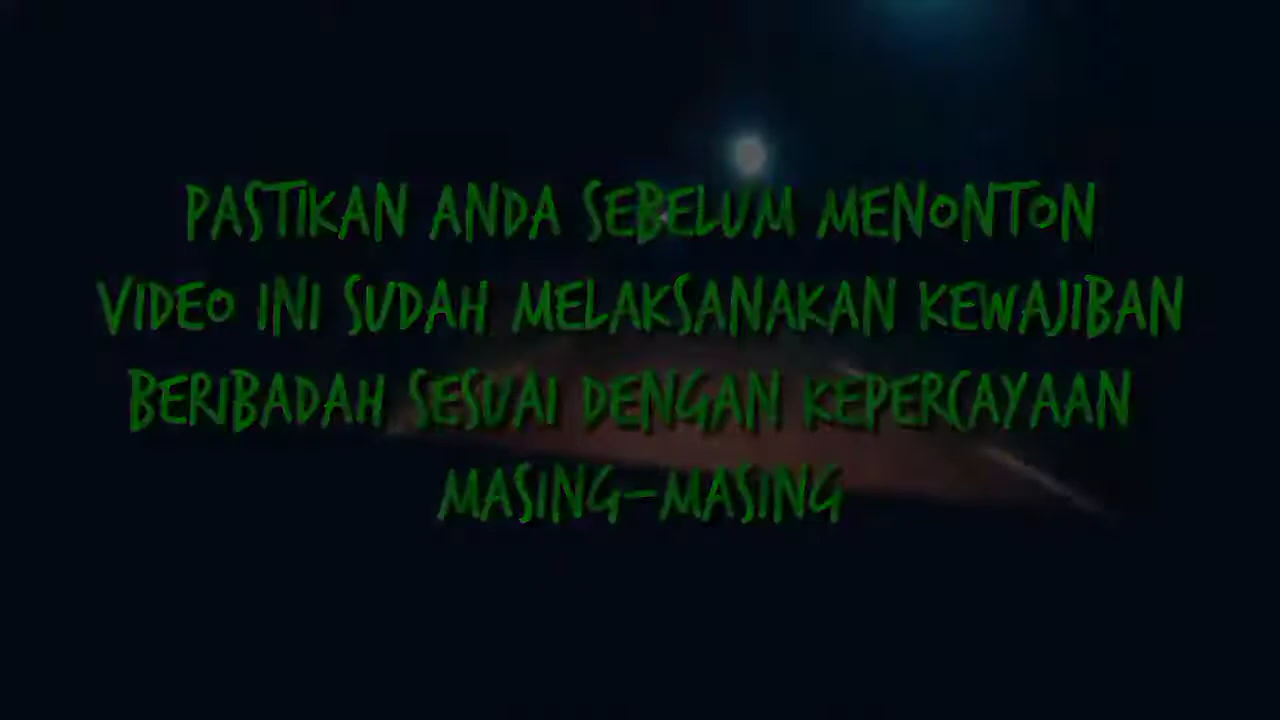 PASTIKAN ANDA SEBELUM MENONTON
VIDEO INI SUDAH MELAKSANAKAN KEWAJIBAN
BERIBADAH SESUAI DENGAN KEPERCAYAAN
MASING-MASING